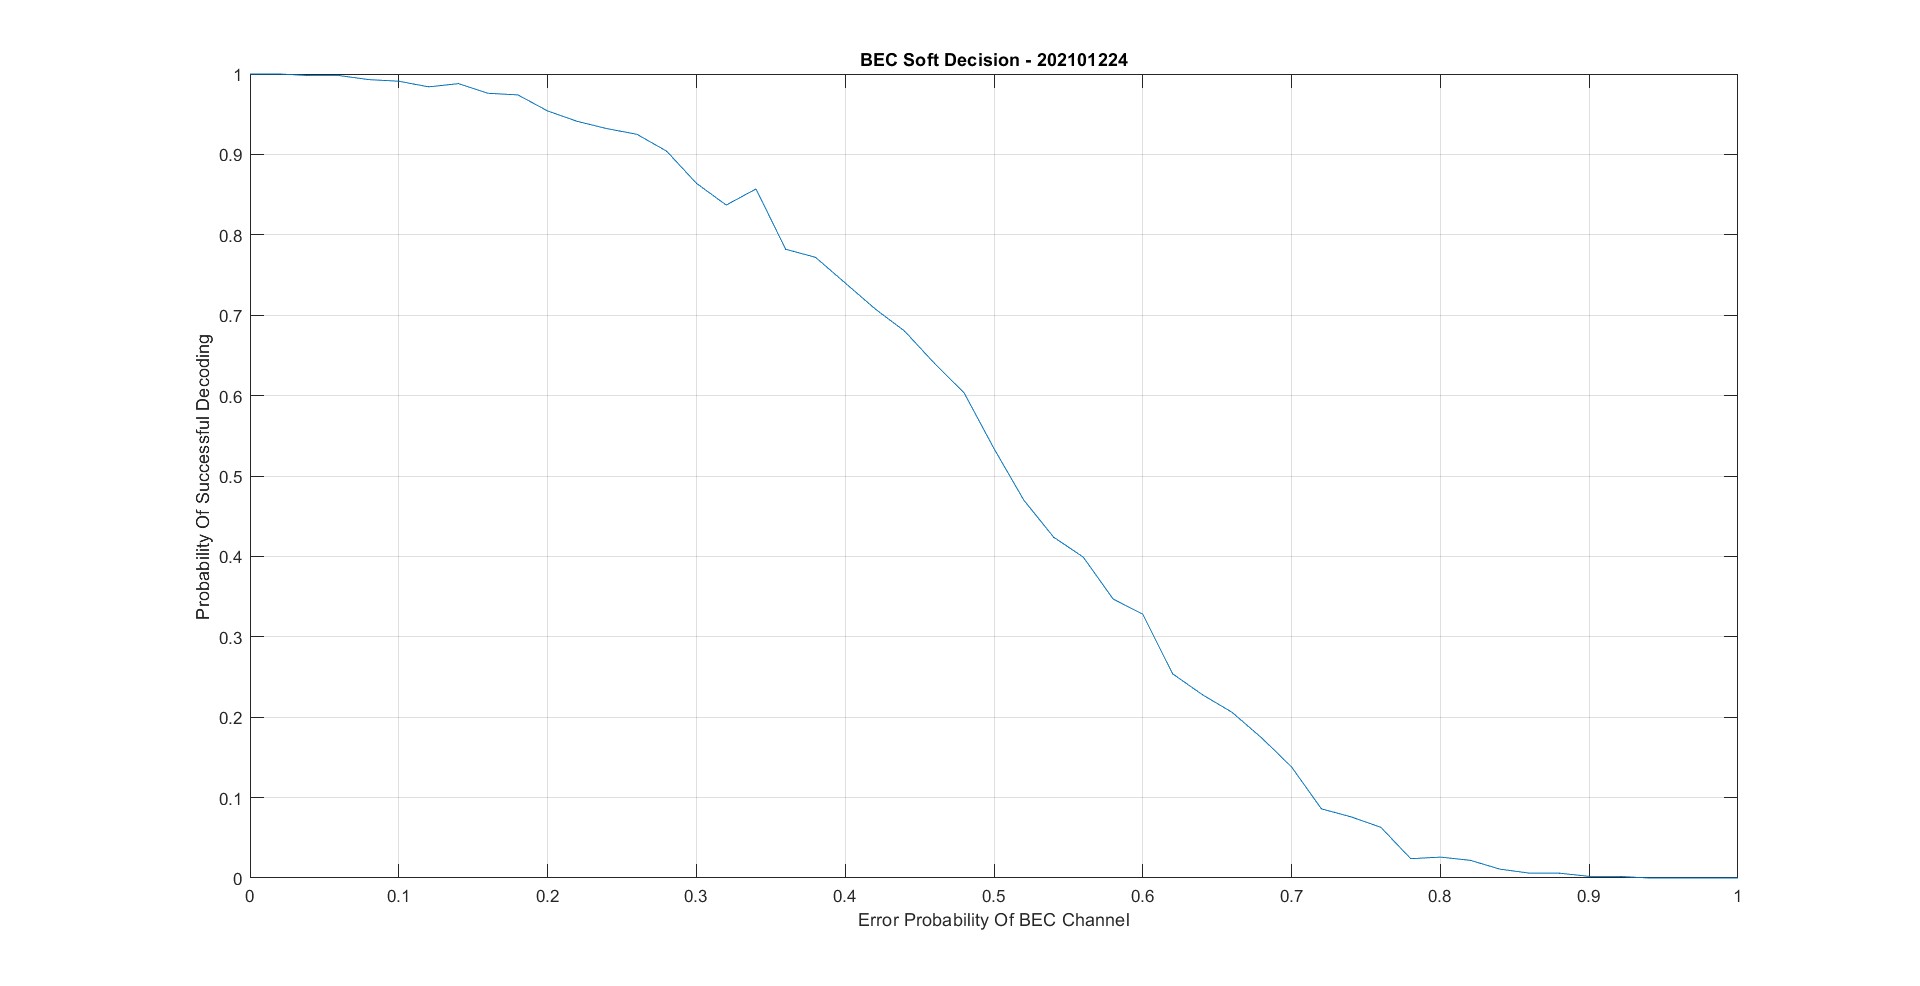 BEC Soft Decision - 202101224
Probability Of Successful Decoding
1
0.9
0.8
0.7
0.6
0.5
0.4
0.3
0.2
0.1
0
0 0.1 0.2 0.3 0.4 0.5 0.6 0.7 0.8 0.9 1
Error Probability Of BEC Channel